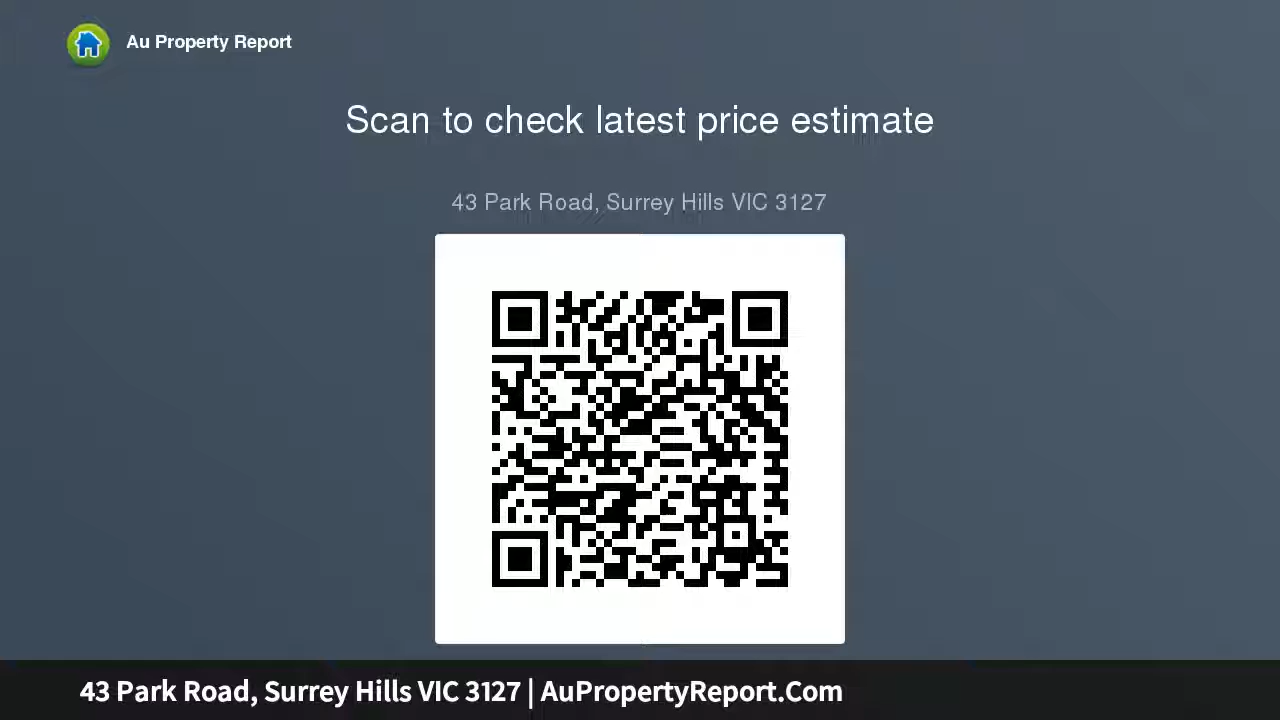 Au Property Report
Scan to check latest price estimate
43 Park Road, Surrey Hills VIC 3127
43 Park Road, Surrey Hills VIC 3127 | AuPropertyReport.Com